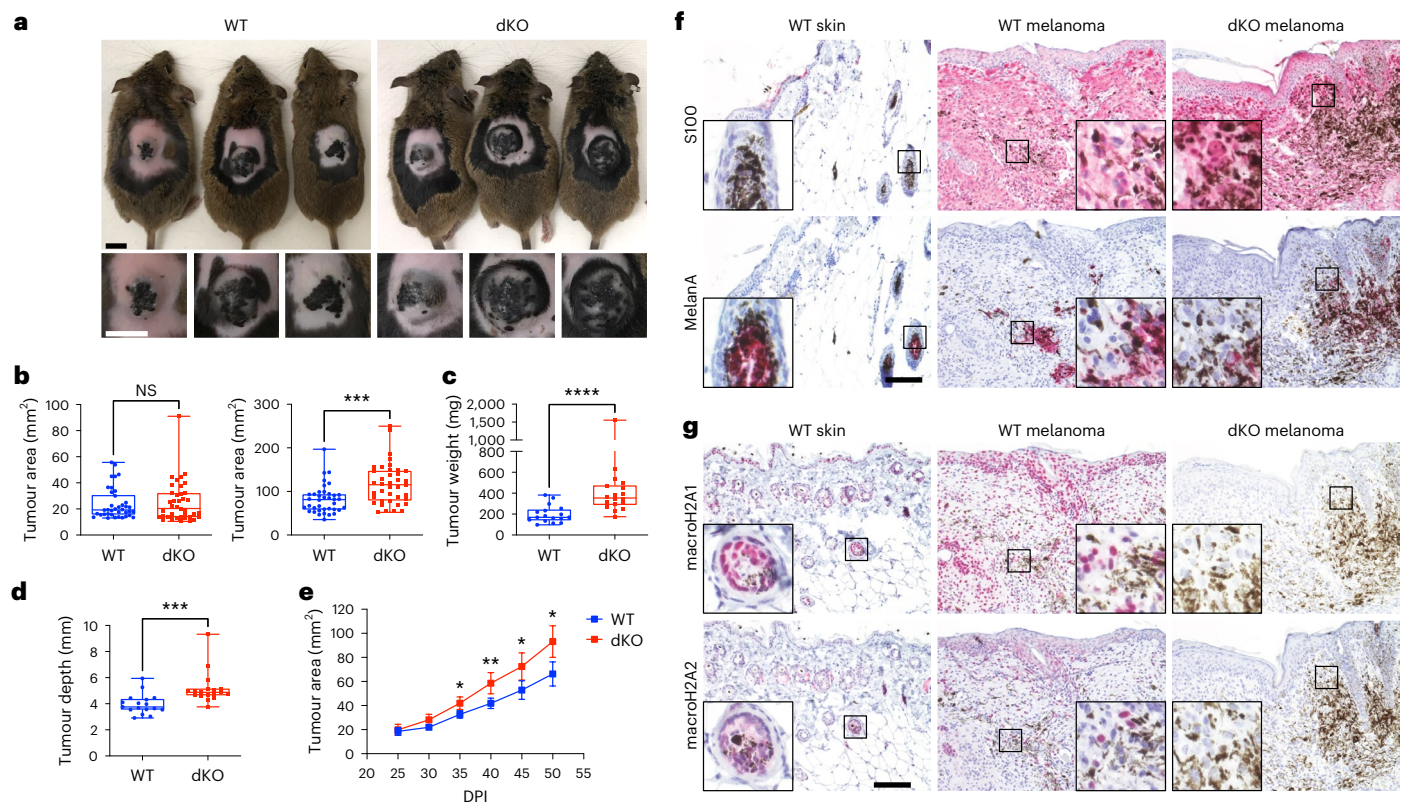 a
WT
dKO
b
NS
Tumour area (mm²)
100
80
60
40
20
0
WT
dKO
***
Tumour area (mm²)
300
200
100
0
WT
dKO
c
****
Tumour weight (mg)
2,000
1,500
1,000
800
600
400
200
0
WT
dKO
d
***
Tumour depth (mm)
10
8
6
4
2
0
WT
dKO
e
Tumour area (mm²)
120
100
80
60
40
20
0
*
**
*
*
WT
dKO
20
25
30
35
40
45
50
55
DPI
f
WT skin
WT melanoma
dKO melanoma
S100
MelanA
g
WT skin
WT melanoma
dKO melanoma
macroH2A1
macroH2A2